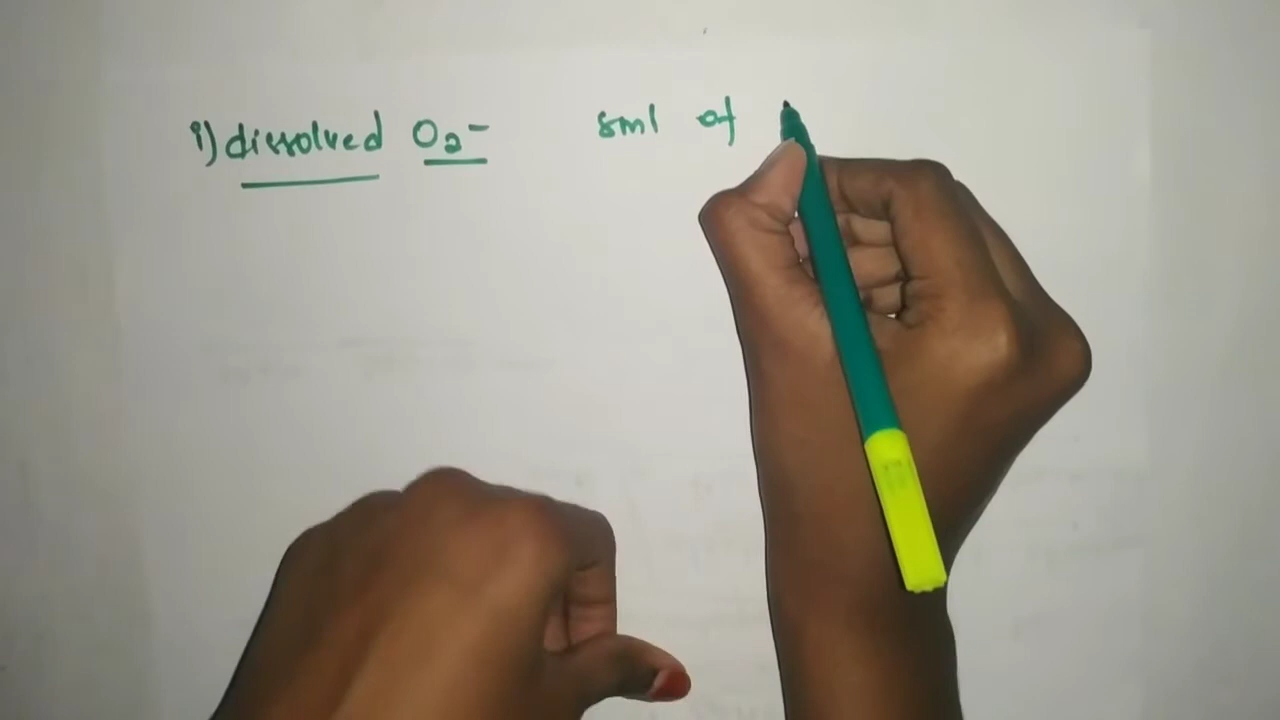 i) dissolved O₂- 8ml of